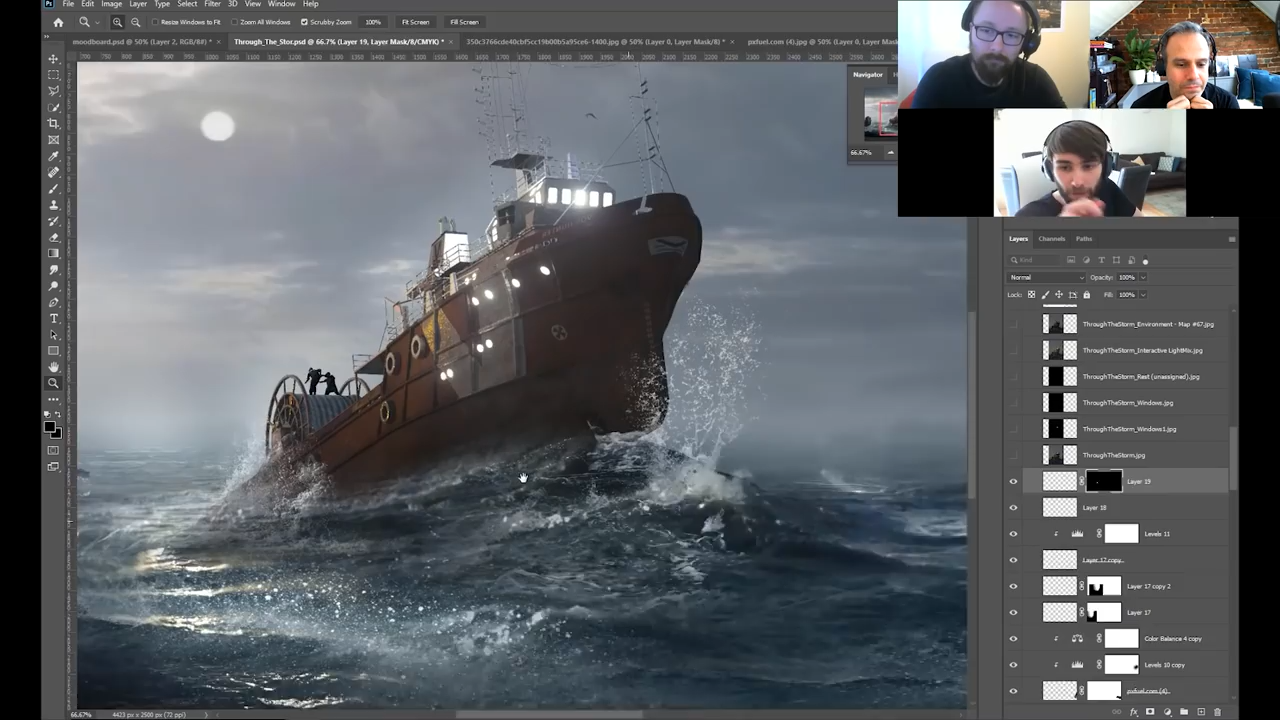 File Edit Image Layer Type Select Filter 3D View Window Help
Resize Windows to Fit Zoom All Windows Scrubby Zoom 100% Fit Screen Fill Screen
moodboard.psd @ 50% (Layer 2, RGB/8#) * Through_The_Stor.psd @ 66.7% (Layer 19, Layer Mask/8/CMYK) * pxfuel.com (4).jpg @ 50% (Layer 0, Layer Mask/8) *
Navigator
66.67%
Layers Channels Paths
Kind
Normal Opacity: 100%
Lock: Fill: 100%
ThroughTheStorm_Environment - Map #67.jpg
ThroughTheStorm_Interactive LightMix.jpg
ThroughTheStorm_Rest (unassigned).jpg
ThroughTheStorm_Windows.jpg
ThroughTheStorm_Windows1.jpg
ThroughTheStorm.jpg
Layer 19
Layer 18
Levels 11
Layer 17 copy
Layer 17 copy 2
Layer 17
Color Balance 4 copy
Levels 10 copy
pxfuel.com (4)
66.67% 4423 px x 2500 px (72 ppi)